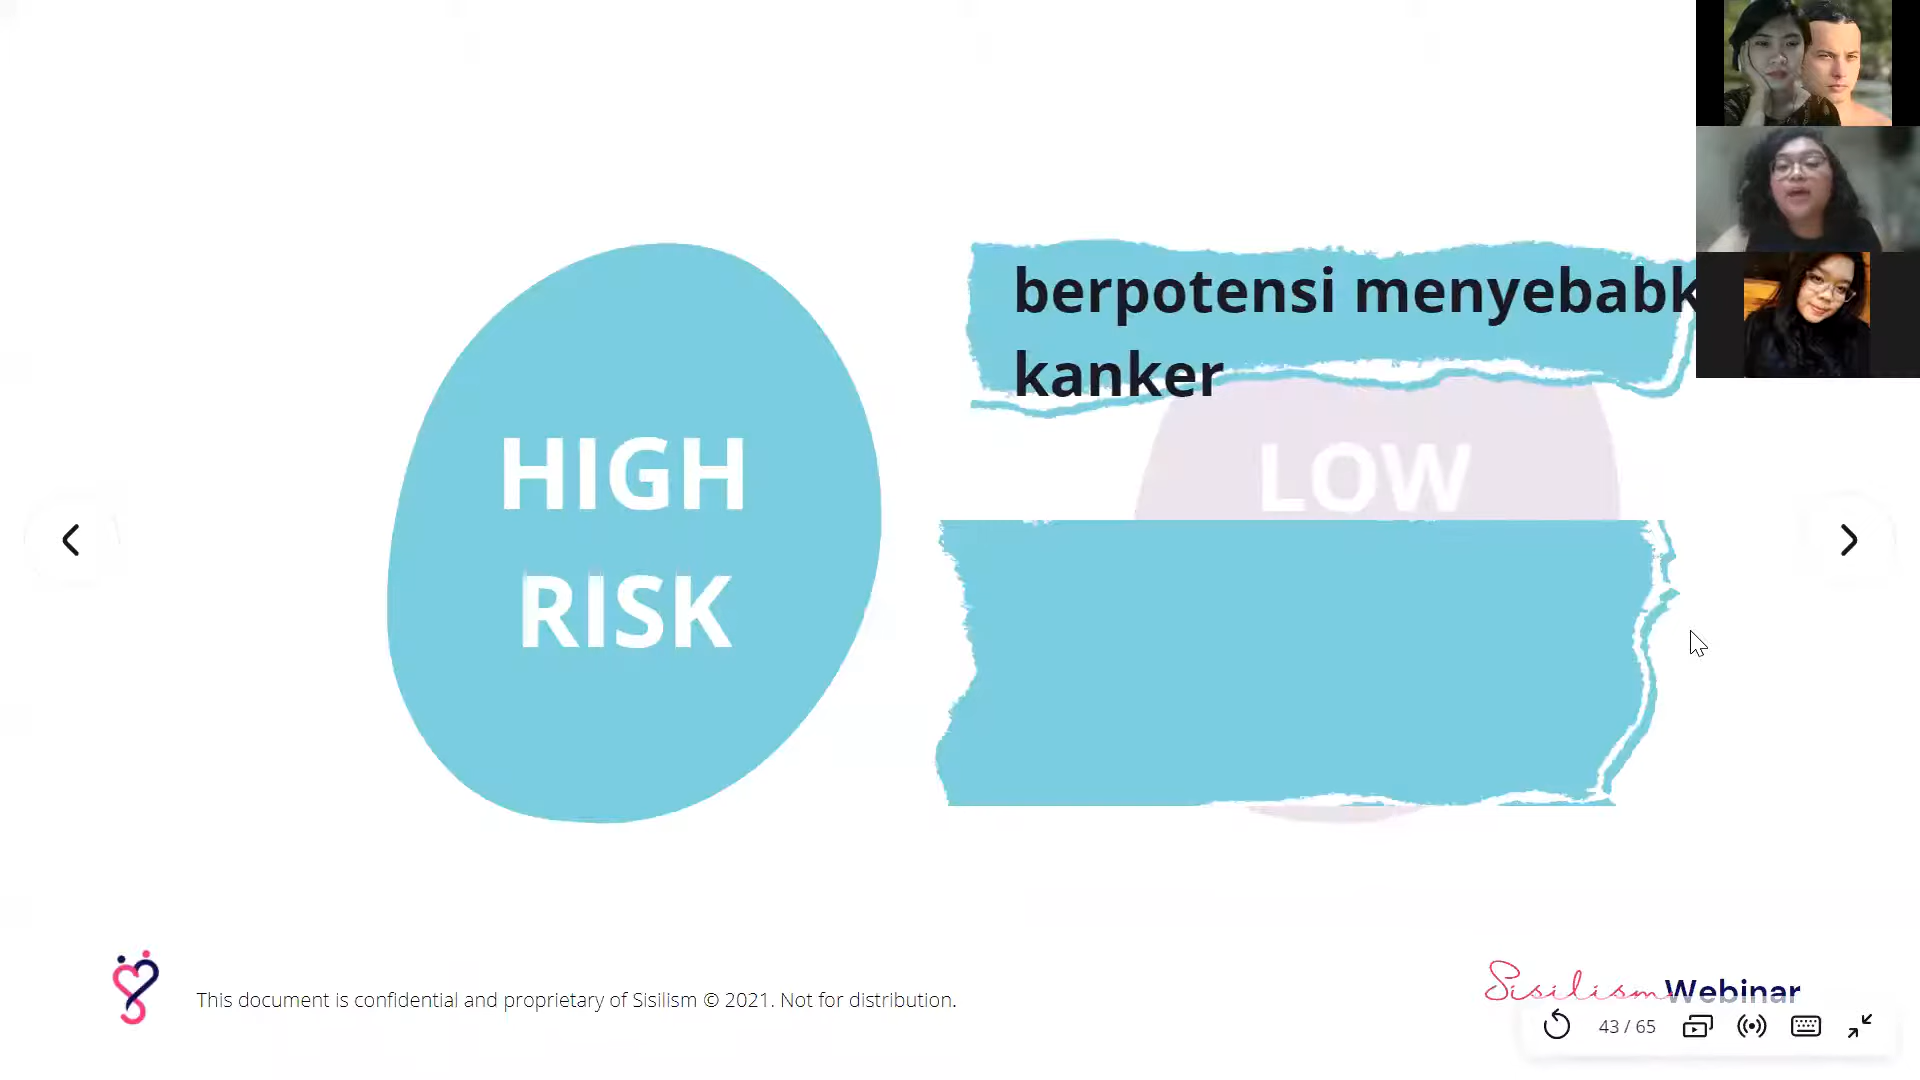 HIGH
RISK
berpotensi menyebabk
kanker
LOW
This document is confidential and proprietary of Sisilism © 2021. Not for distribution.
Sisilism Webinar
43 / 65